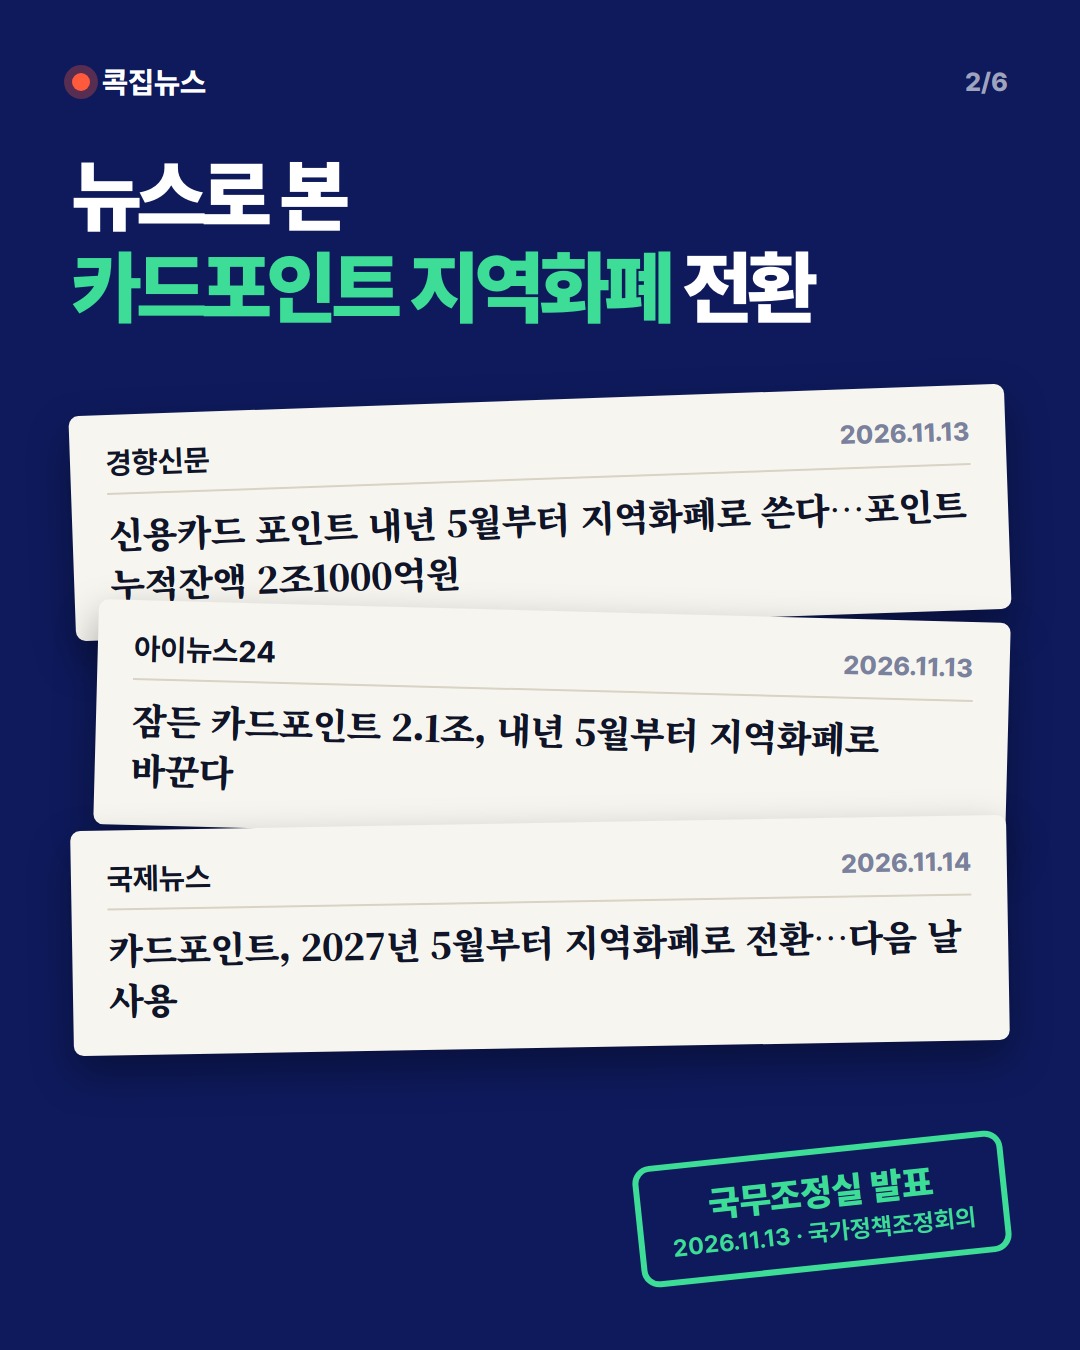 콕집뉴스
2/6
뉴스로 본
카드포인트 지역화폐 전환
경향신문
2026.11.13
신용카드 포인트 내년 5월부터 지역화폐로 쓴다…포인트
누적잔액 2조1000억원
아이뉴스24
2026.11.13
잠든 카드포인트 2.1조, 내년 5월부터 지역화폐로
바꾼다
국제뉴스
2026.11.14
카드포인트, 2027년 5월부터 지역화폐로 전환…다음 날
사용
국무조정실 발표
2026.11.13 · 국가정책조정회의